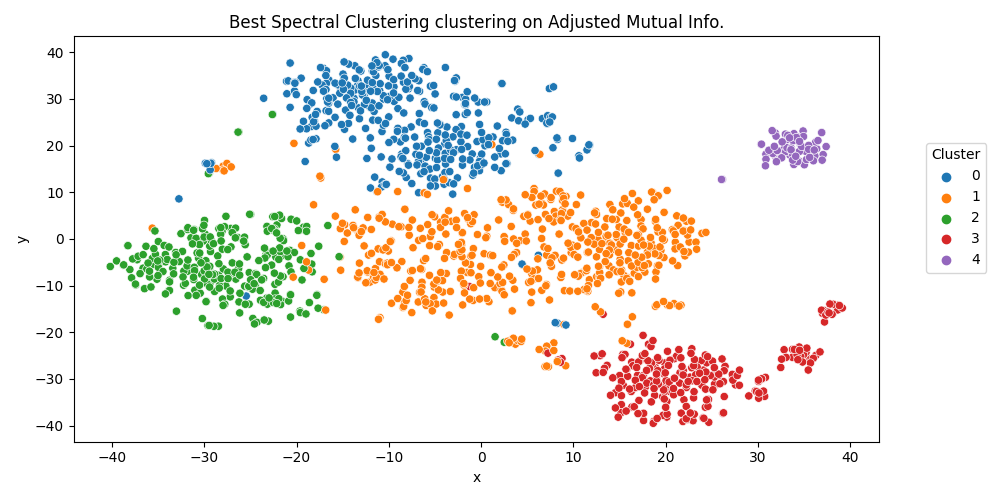 Best Spectral Clustering clustering on Adjusted Mutual Info.
40
30
20
10
0
−10
−20
−30
−40
y
−40 −30 −20 −10 0 10 20 30 40
x
Cluster
0
1
2
3
4